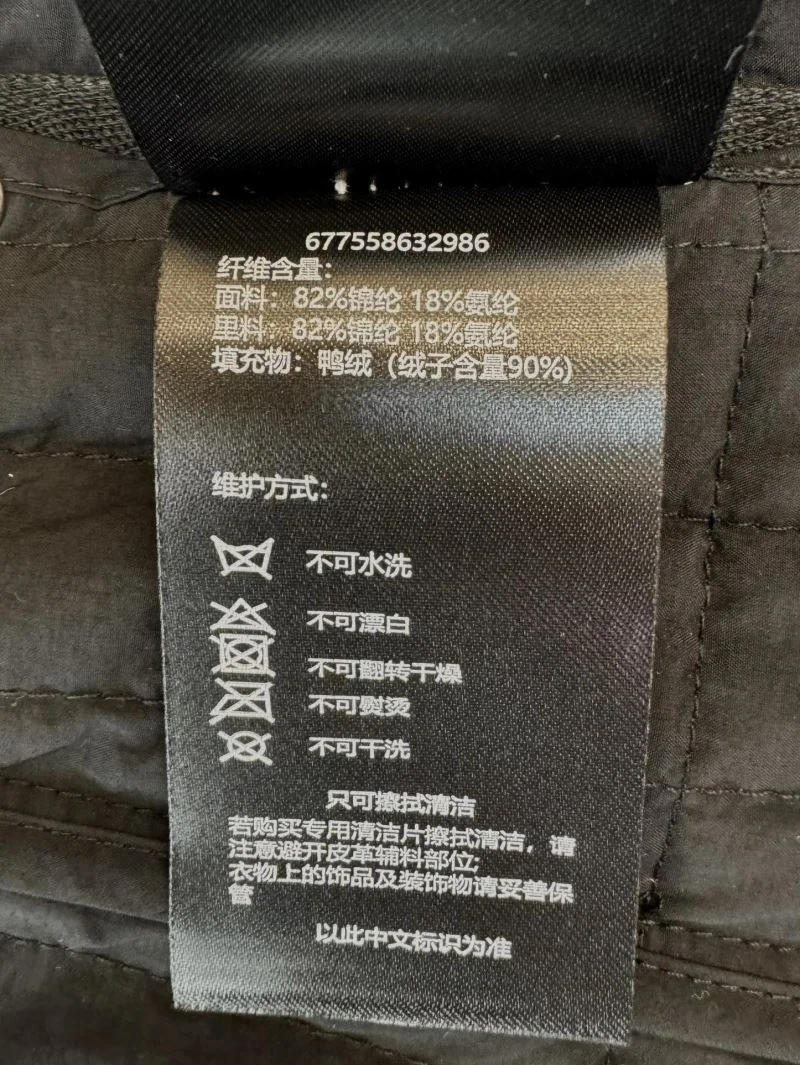 677558632986
纤维含量：
面料：82%锦纶 18%氨纶
里料：82%锦纶 18%氨纶
填充物：鸭绒（绒子含量90%）
维护方式：
不可水洗
不可漂白
不可翻转干燥
不可熨烫
不可干洗
只可擦拭清洁
若购买专用清洁片擦拭清洁，请
注意避开皮革辅料部位;
衣物上的饰品及装饰物请妥善保
管
以此中文标识为准